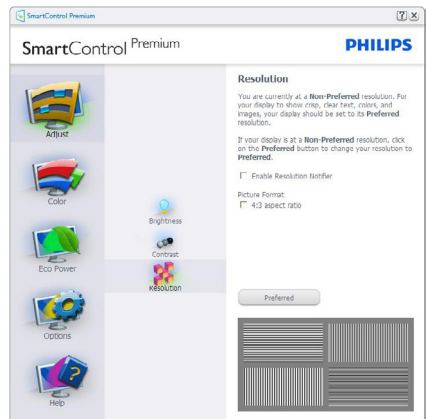 SmartControl Premium
SmartControl Premium
PHILIPS
Adjust
Color
Eco Power
Options
Help
Brightness
Contrast
Resolution
Resolution
You are currently at a Non-Preferred resolution. For
your display to show crisp, clear text, colors, and
images, your display should be set to its Preferred
resolution.
If your display is at a Non-Preferred resolution, click
on the Preferred button to change your resolution to
Preferred.
Enable Resolution Notifier
Picture Format
4:3 aspect ratio
Preferred